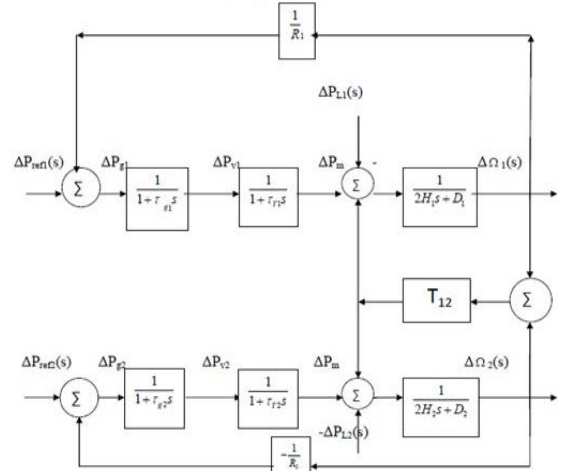 1
R₁
ΔP_L1(s)
ΔP_ref1(s)
ΔP_g1
ΔP_v1
ΔP_m
-
ΔΩ₁(s)
Σ
1
1+τ_g1 s
1
1+τ_T1 s
Σ
1
2H₁s+D₁
T₁₂
Σ
ΔP_ref2(s)
ΔP_g2
ΔP_v2
ΔP_m
ΔΩ₂(s)
Σ
1
1+τ_g2 s
1
1+τ_T2 s
Σ
1
2H₂s+D₂
-ΔP_L2(s)
-1